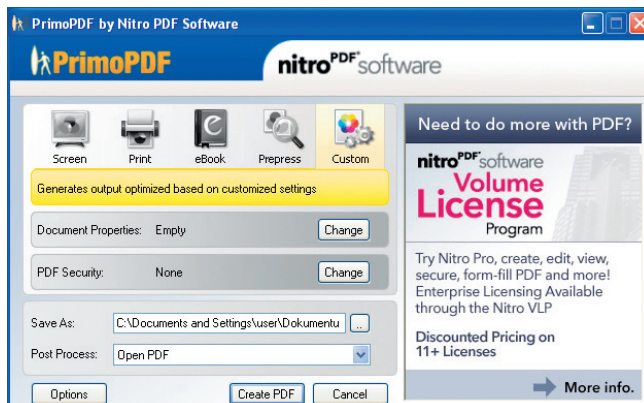 PrimoPDF by Nitro PDF Software
PrimoPDF
nitro PDF software
Screen
Print
eBook
Prepress
Custom
Generates output optimized based on customized settings
Document Properties: Empty
Change
PDF Security: None
Change
Save As: C:\Documents and Settings\user\Dokumentu
..
Post Process: Open PDF
Options
Create PDF
Cancel
Need to do more with PDF?
nitro PDF software
Volume
License
Program
Try Nitro Pro, create, edit, view,
secure, form-fill PDF and more!
Enterprise Licensing Available
through the Nitro VLP
Discounted Pricing on
11+ Licenses
More info.